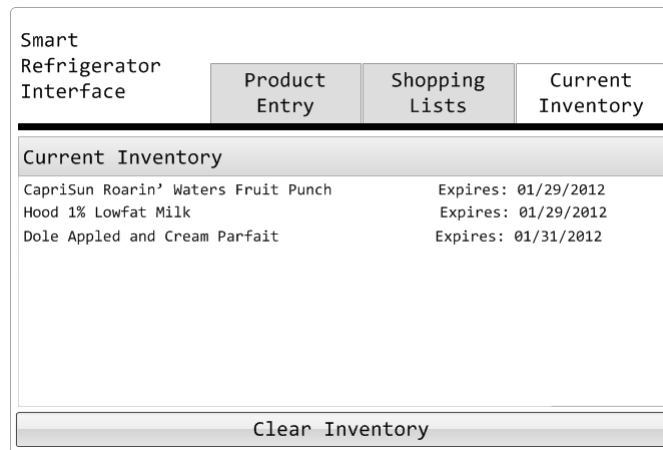 Smart
Refrigerator
Interface
Product
Entry
Shopping
Lists
Current
Inventory
Current Inventory
CapriSun Roarin’ Waters Fruit Punch Expires: 01/29/2012
Hood 1% Lowfat Milk Expires: 01/29/2012
Dole Appled and Cream Parfait Expires: 01/31/2012
Clear Inventory